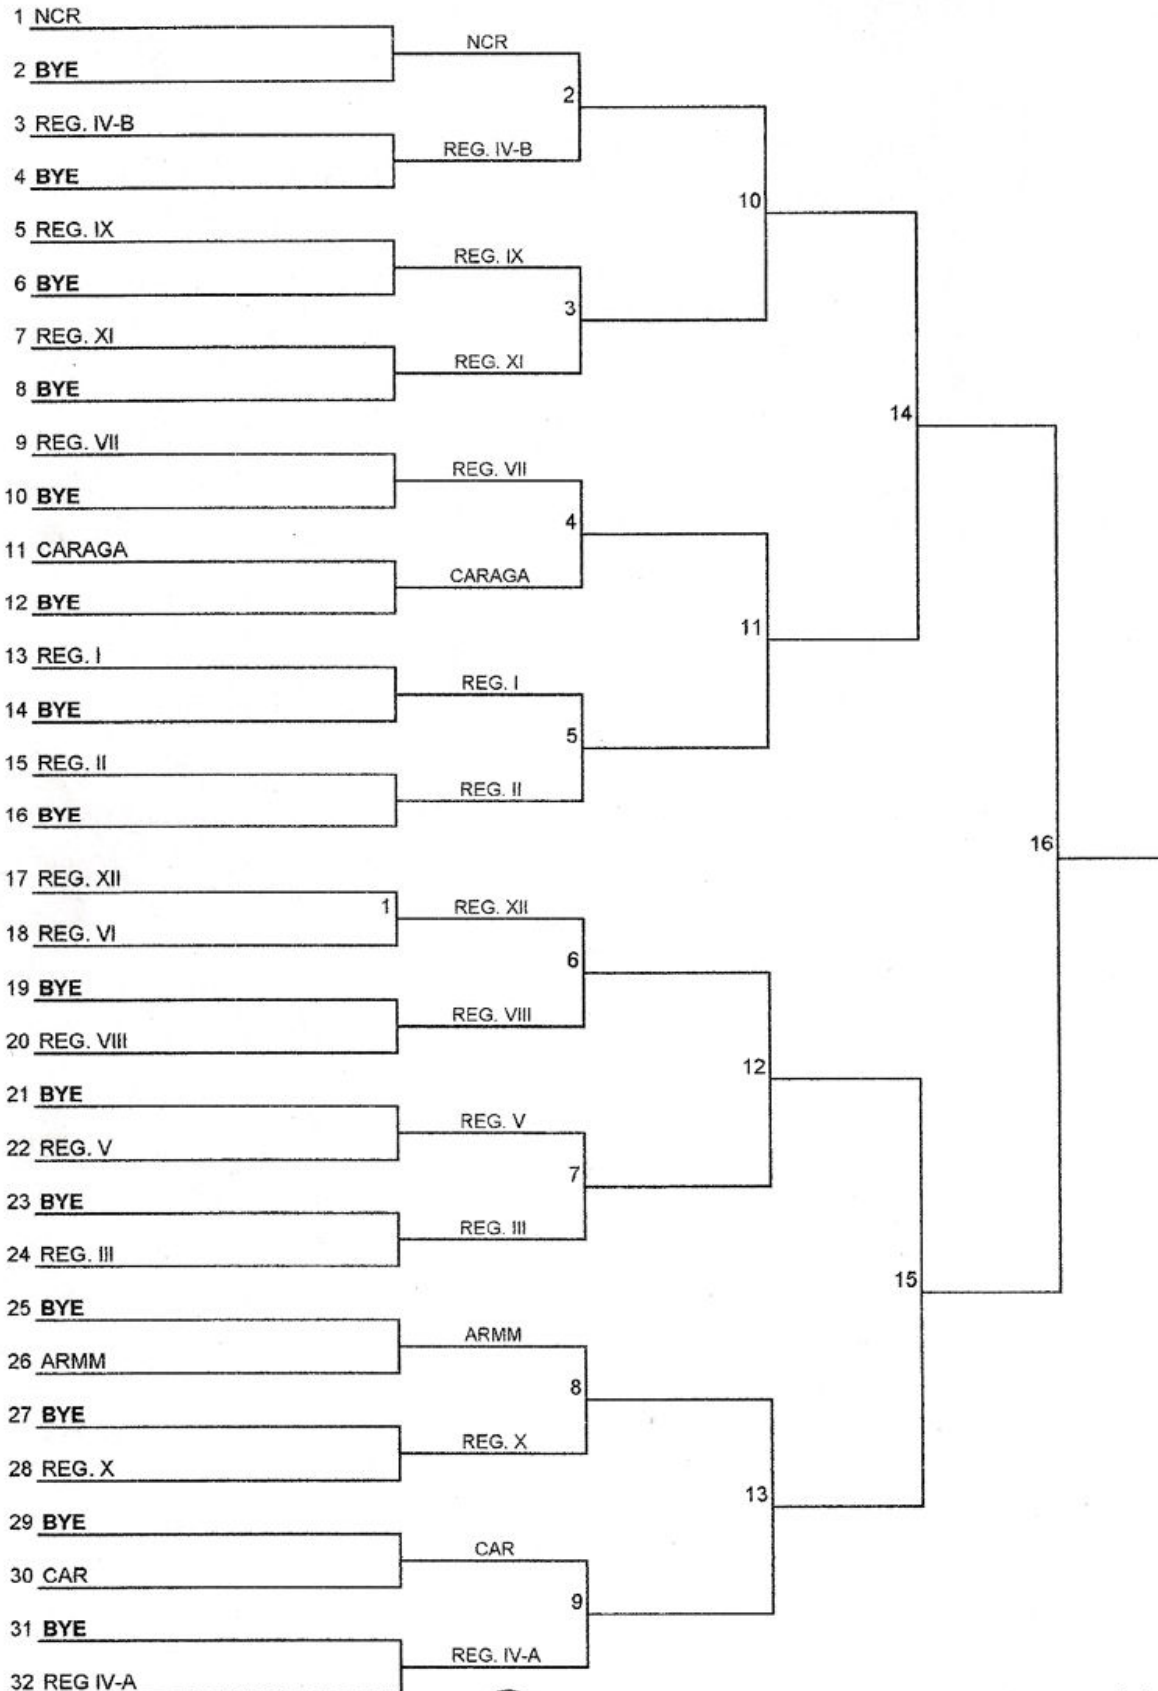 1 NCR
NCR
2 BYE
2
3 REG. IV-B
REG. IV-B
4 BYE
10
5 REG. IX
REG. IX
6 BYE
3
7 REG. XI
REG. XI
8 BYE
14
9 REG. VII
REG. VII
10 BYE
4
11 CARAGA
CARAGA
12 BYE
11
13 REG. I
REG. I
14 BYE
5
15 REG. II
REG. II
16 BYE
16
17 REG. XII
1
REG. XII
18 REG. VI
6
19 BYE
REG. VIII
20 REG. VIII
12
21 BYE
REG. V
22 REG. V
7
23 BYE
REG. III
24 REG. III
15
25 BYE
ARMM
26 ARMM
8
27 BYE
REG. X
28 REG. X
13
29 BYE
CAR
30 CAR
9
31 BYE
REG. IV-A
32 REG IV-A